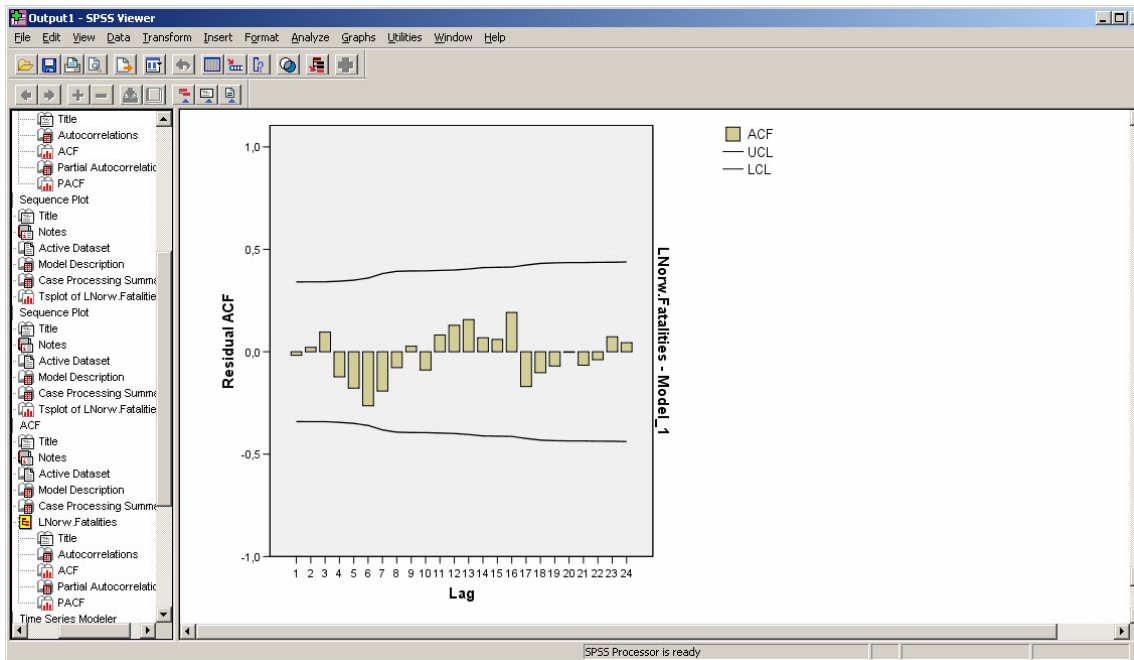 Output1 - SPSS Viewer
File Edit View Data Transform Insert Format Analyze Graphs Utilities Window Help
Title
Autocorrelations
ACF
Partial Autocorrelatic
PACF
Sequence Plot
Title
Notes
Active Dataset
Model Description
Case Processing Summa
Tsplot of LNorw.Fatalitie
Sequence Plot
Title
Notes
Active Dataset
Model Description
Case Processing Summa
Tsplot of LNorw.Fatalitie
ACF
Title
Notes
Active Dataset
Model Description
Case Processing Summa
LNorw.Fatalities
Title
Autocorrelations
ACF
Partial Autocorrelatic
PACF
Time Series Modeler
1,0
0,5
0,0
-0,5
-1,0
Residual ACF
1 2 3 4 5 6 7 8 9 10 11 12 13 14 15 16 17 18 19 20 21 22 23 24
Lag
LNorw.Fatalities - Model_1
ACF
UCL
LCL
SPSS Processor is ready